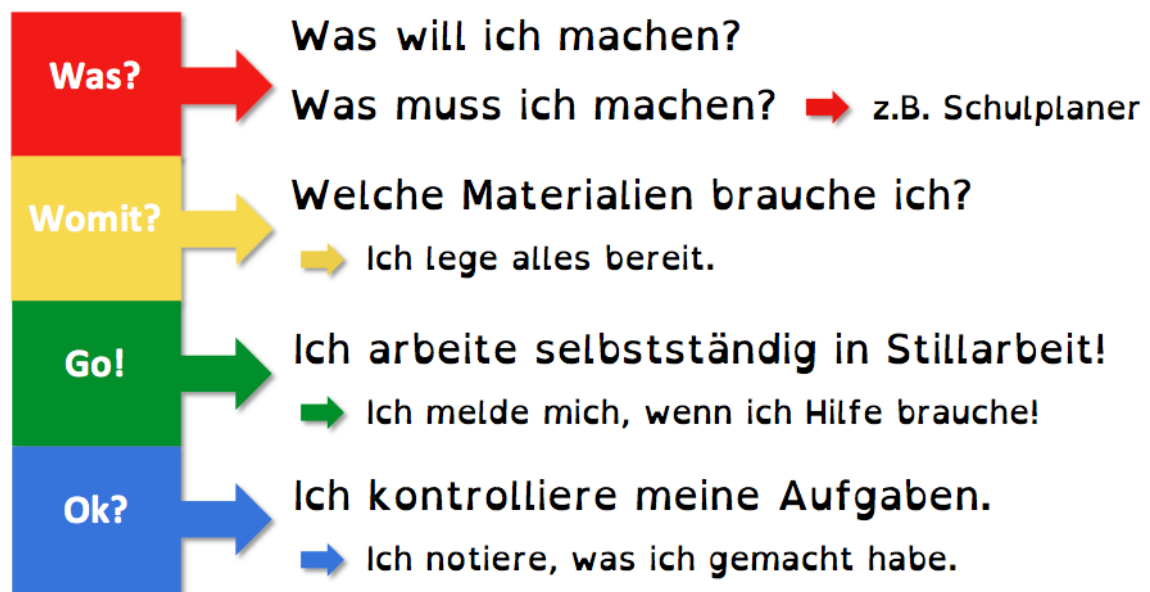 Was?
Was will ich machen?
Was muss ich machen? z.B. Schulplaner
Womit?
Welche Materialien brauche ich?
Ich lege alles bereit.
Go!
Ich arbeite selbstständig in Stillarbeit!
Ich melde mich, wenn ich Hilfe brauche!
Ok?
Ich kontrolliere meine Aufgaben.
Ich notiere, was ich gemacht habe.